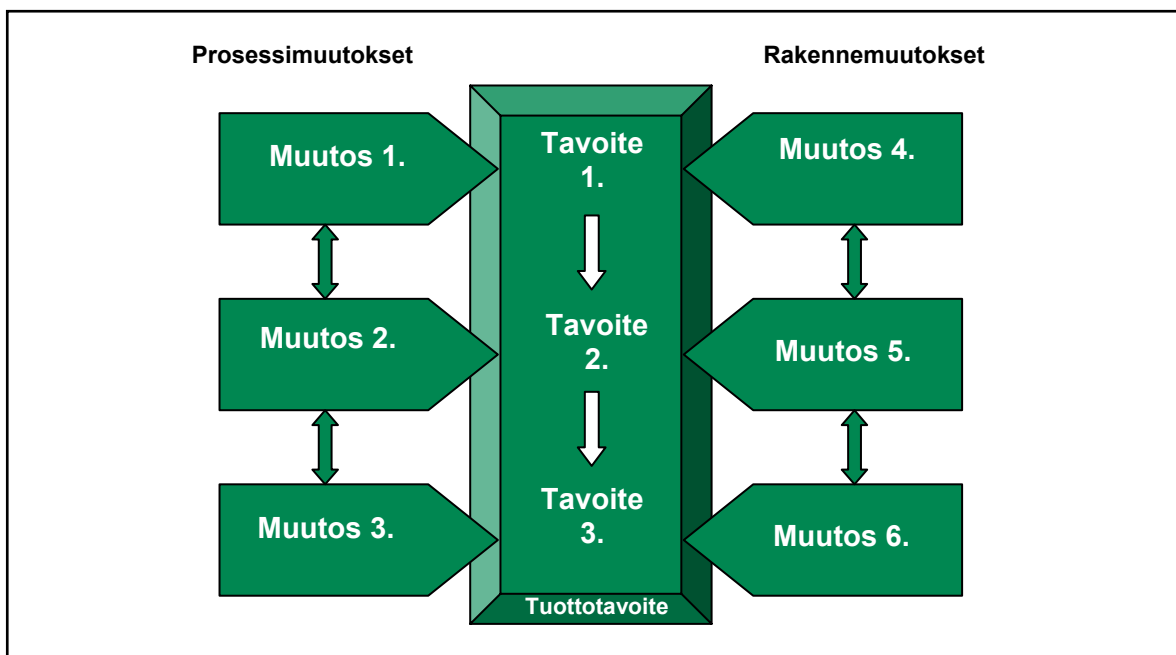 Prosessimuutokset
Rakennemuutokset
Muutos 1.
Tavoite
1.
Muutos 4.
Muutos 2.
Tavoite
2.
Muutos 5.
Muutos 3.
Tavoite
3.
Muutos 6.
Tuottotavoite